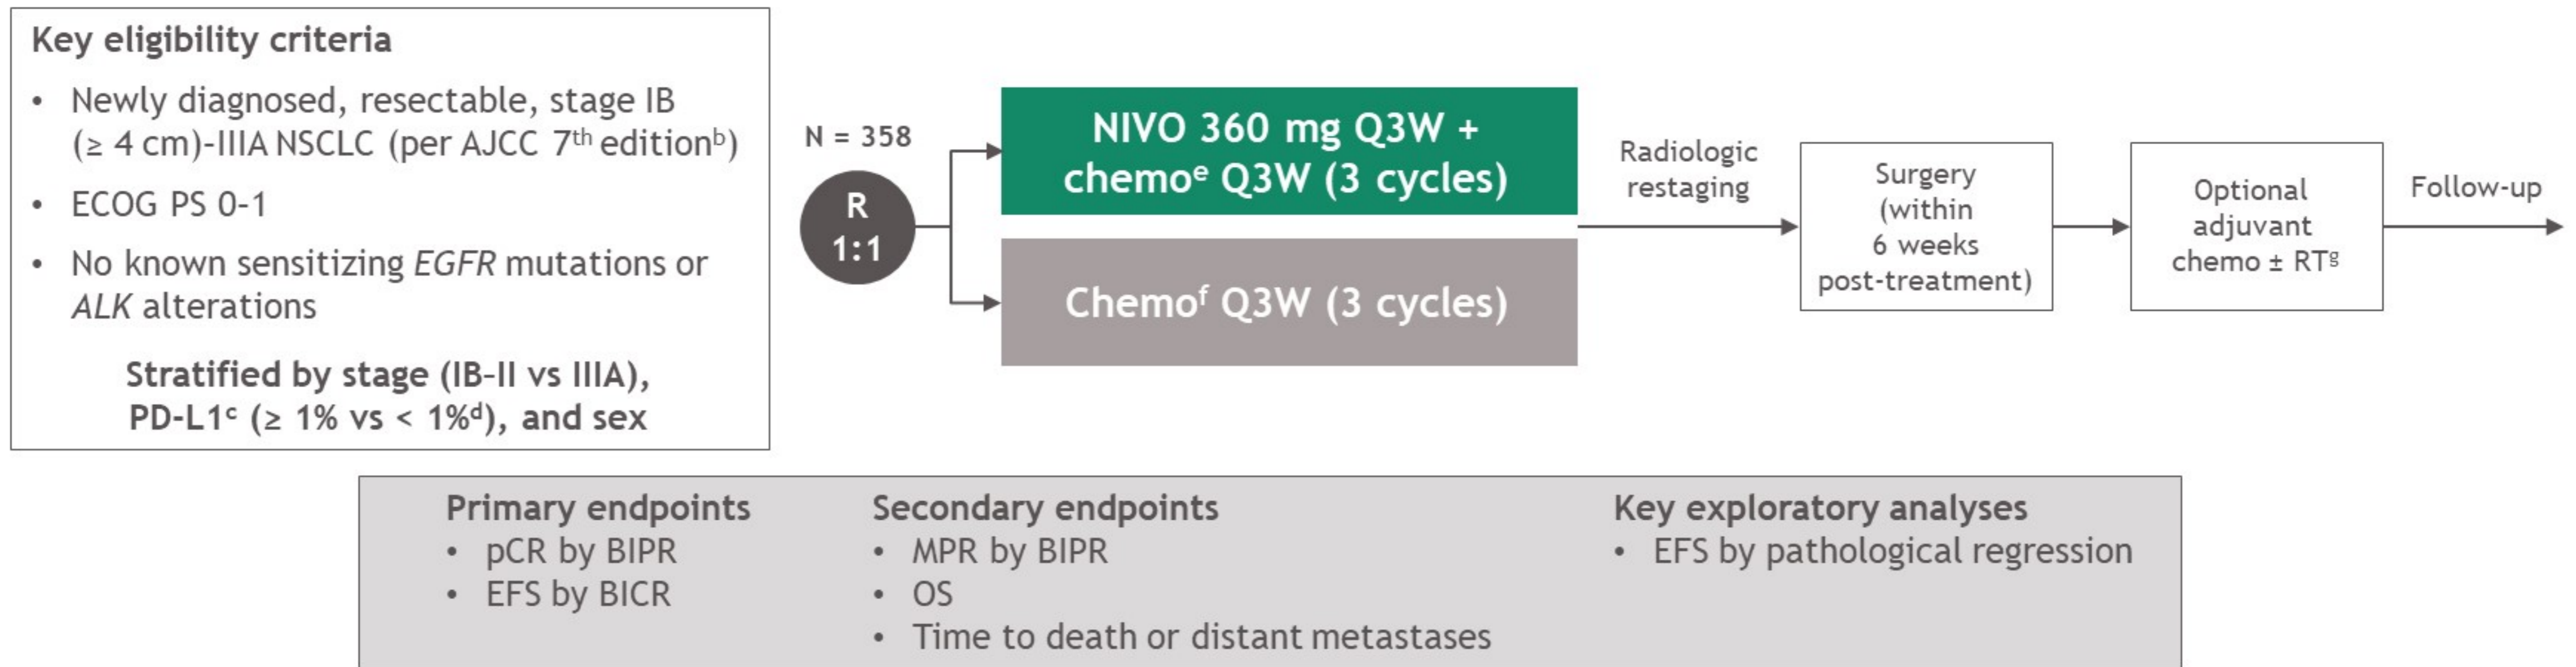 Key eligibility criteria
• Newly diagnosed, resectable, stage IB
(≥ 4 cm)-IIIA NSCLC (per AJCC 7th editionᵇ)
• ECOG PS 0–1
• No known sensitizing EGFR mutations or
ALK alterations
Stratified by stage (IB–II vs IIIA),
PD-L1ᶜ (≥ 1% vs < 1%ᵈ), and sex
N = 358
R
1:1
NIVO 360 mg Q3W +
chemoᵉ Q3W (3 cycles)
Chemoᶠ Q3W (3 cycles)
Radiologic
restaging
Surgery
(within
6 weeks
post-treatment)
Optional
adjuvant
chemo ± RTᵍ
Follow-up
Primary endpoints
• pCR by BIPR
• EFS by BICR
Secondary endpoints
• MPR by BIPR
• OS
• Time to death or distant metastases
Key exploratory analyses
• EFS by pathological regression